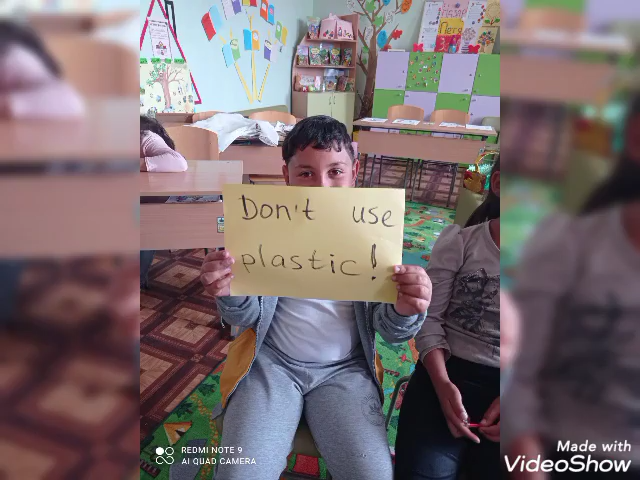 Don't use
plastic!
REDMI NOTE 9
AI QUAD CAMERA
Made with
VideoShow